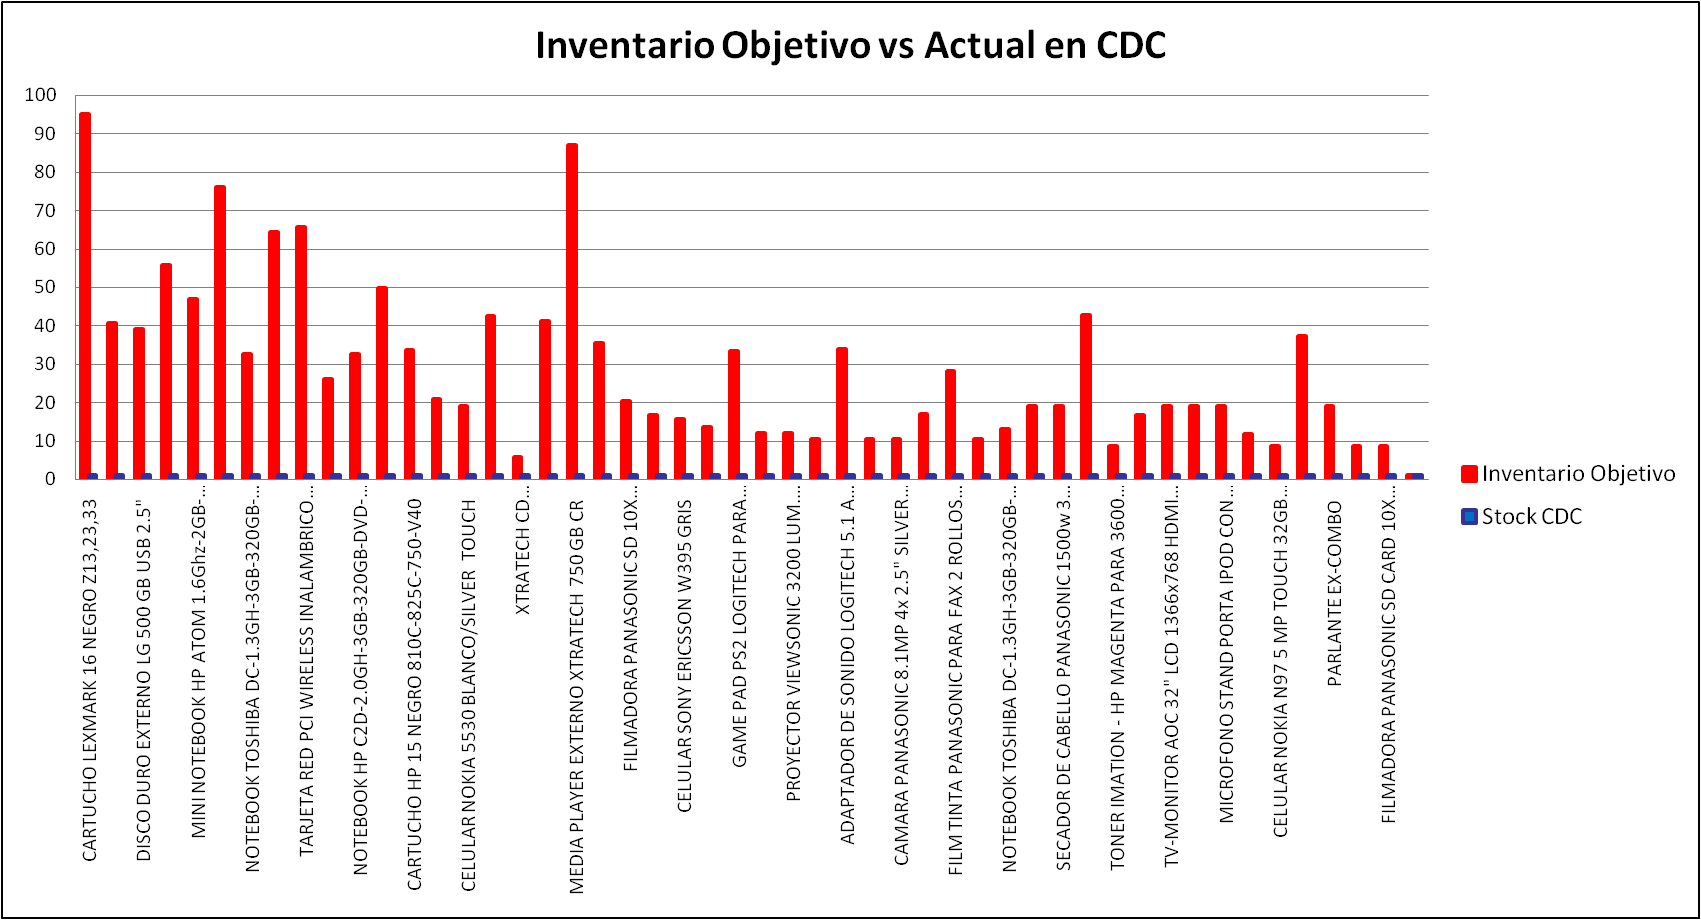 Inventario Objetivo vs Actual en CDC
100
90
80
70
60
50
40
30
20
10
0
CARTUCHO LEXMARK 16 NEGRO Z13,23,33
DISCO DURO EXTERNO LG 500 GB USB 2.5"
MINI NOTEBOOK HP ATOM 1.6Ghz-2GB-...
NOTEBOOK TOSHIBA DC-1.3GH-3GB-320GB-...
TARJETA RED PCI WIRELESS INALAMBRICO...
NOTEBOOK HP C2D-2.0GH-3GB-320GB-DVD-...
CARTUCHO HP 15 NEGRO 810C-825C-750-V40
CELULAR NOKIA 5530 BLANCO/SILVER TOUCH
XTRATECH CD...
MEDIA PLAYER EXTERNO XTRATECH 750 GB CR
FILMADORA PANASONIC SD 10X...
CELULAR SONY ERICSSON W395 GRIS
GAME PAD PS2 LOGITECH PARA...
PROYECTOR VIEWSONIC 3200 LUM...
ADAPTADOR DE SONIDO LOGITECH 5.1 A...
CAMARA PANASONIC 8.1MP 4x 2.5" SILVER
FILM TINTA PANASONIC PARA FAX 2 ROLLOS...
NOTEBOOK TOSHIBA DC-1.3GH-3GB-320GB-...
SECADOR DE CABELLO PANASONIC 1500w 3...
TONER IMATION - HP MAGENTA PARA 3600...
TV-MONITOR AOC 32" LCD 1366x768 HDMI...
MICROFONO STAND PORTA IPOD CON...
CELULAR NOKIA N97 5 MP TOUCH 32GB...
PARLANTE EX-COMBO
FILMADORA PANASONIC SD CARD 10X...
Inventario Objetivo
Stock CDC